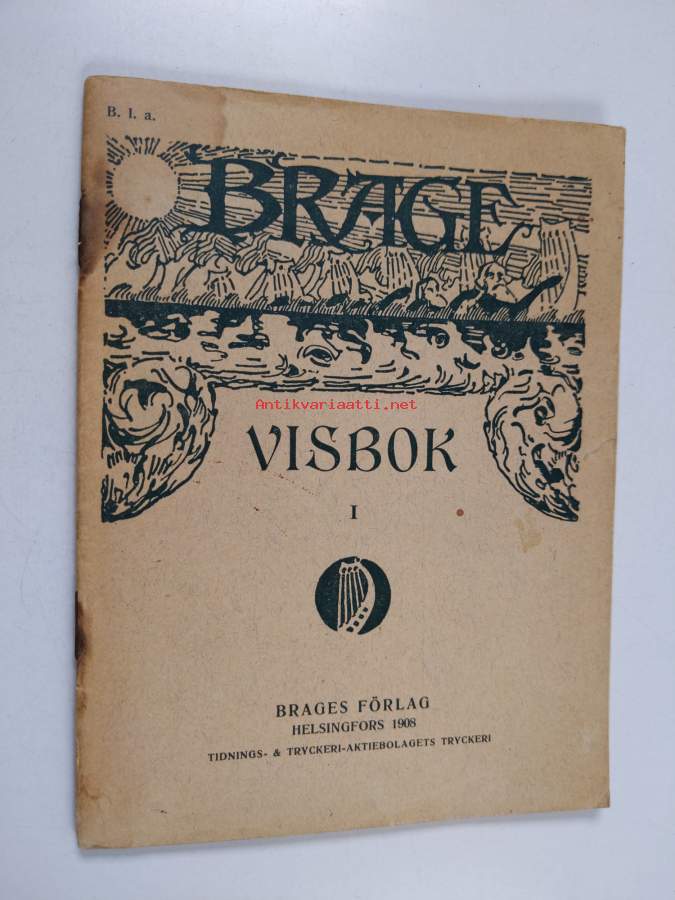 B. l. a.
BRAGE
Antikvariaatti.net
VISBOK
I
BRAGES FÖRLAG
HELSINGFORS 1908
TIDNINGS- & TRYCKERI-AKTIEBOLAGETS TRYCKERI